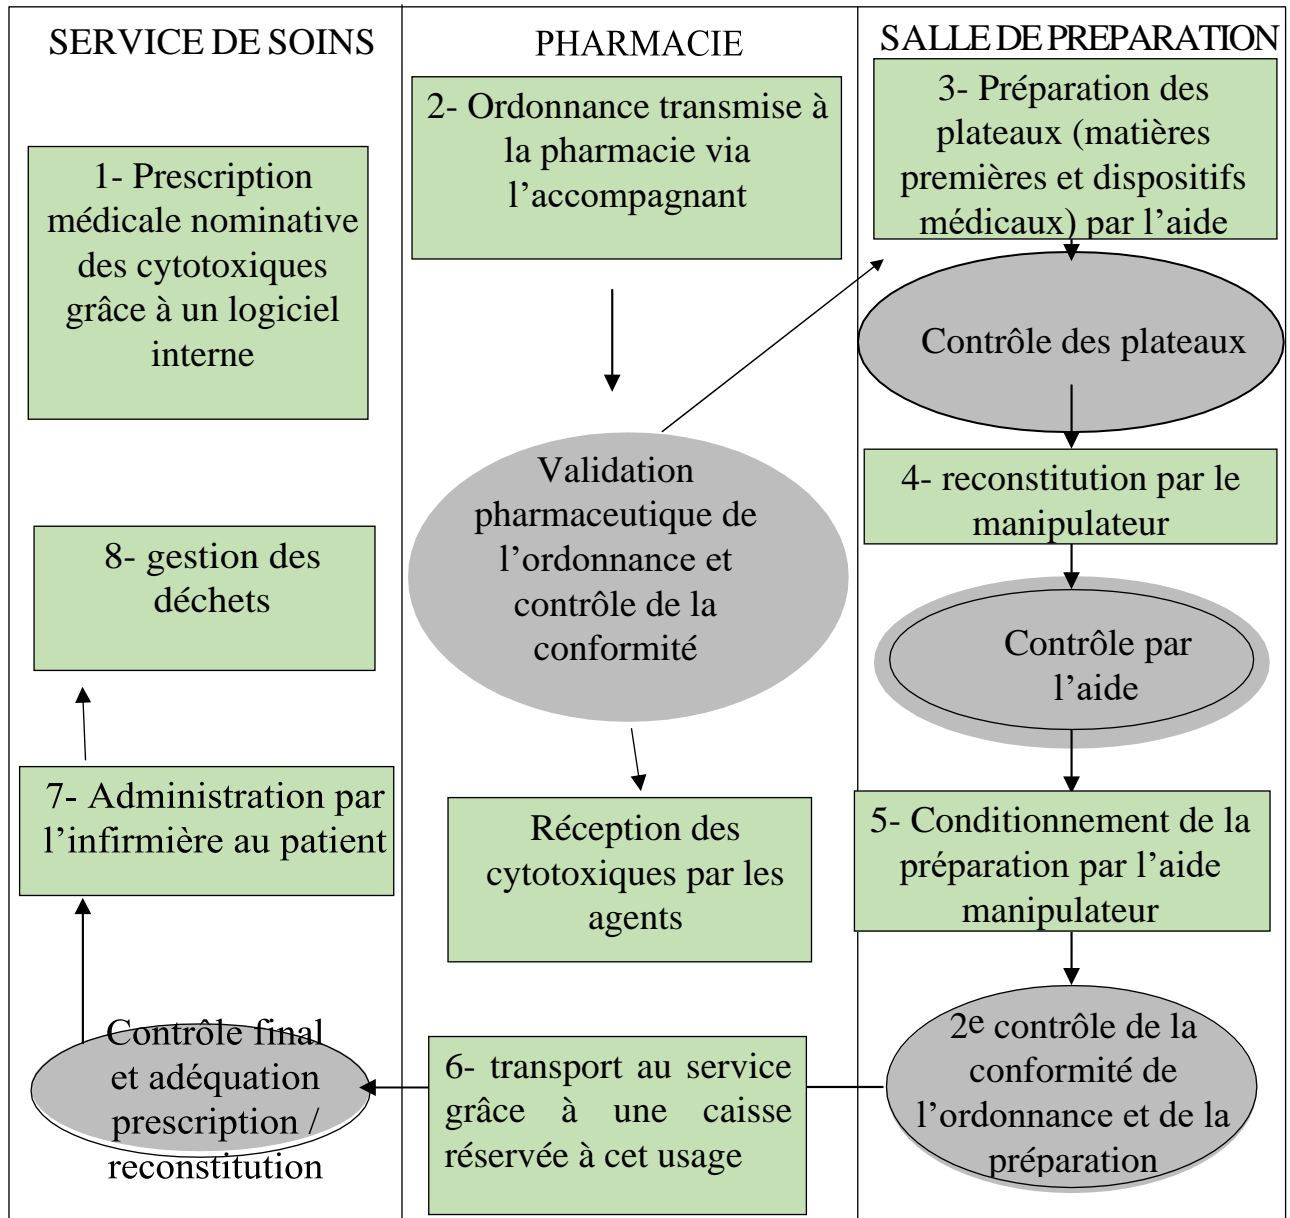 SERVICE DE SOINS
1- Prescription
médicale nominative
des cytotoxiques
grâce à un logiciel
interne
8- gestion des
déchets
7- Administration par
l’infirmière au patient
Contrôle final
et adéquation
prescription /
reconstitution
PHARMACIE
2- Ordonnance transmise à
la pharmacie via
l’accompagnant
Validation
pharmaceutique de
l’ordonnance et
contrôle de la
conformité
Réception des
cytotoxiques par les
agents
6- transport au service
grâce à une caisse
réservée à cet usage
SALLE DE PREPARATION
3- Préparation des
plateaux (matières
premières et dispositifs
médicaux) par l’aide
Contrôle des plateaux
4- reconstitution par le
manipulateur
Contrôle par
l’aide
5- Conditionnement de la
préparation par l’aide
manipulateur
2e contrôle de la
conformité de
l’ordonnance et de la
préparation